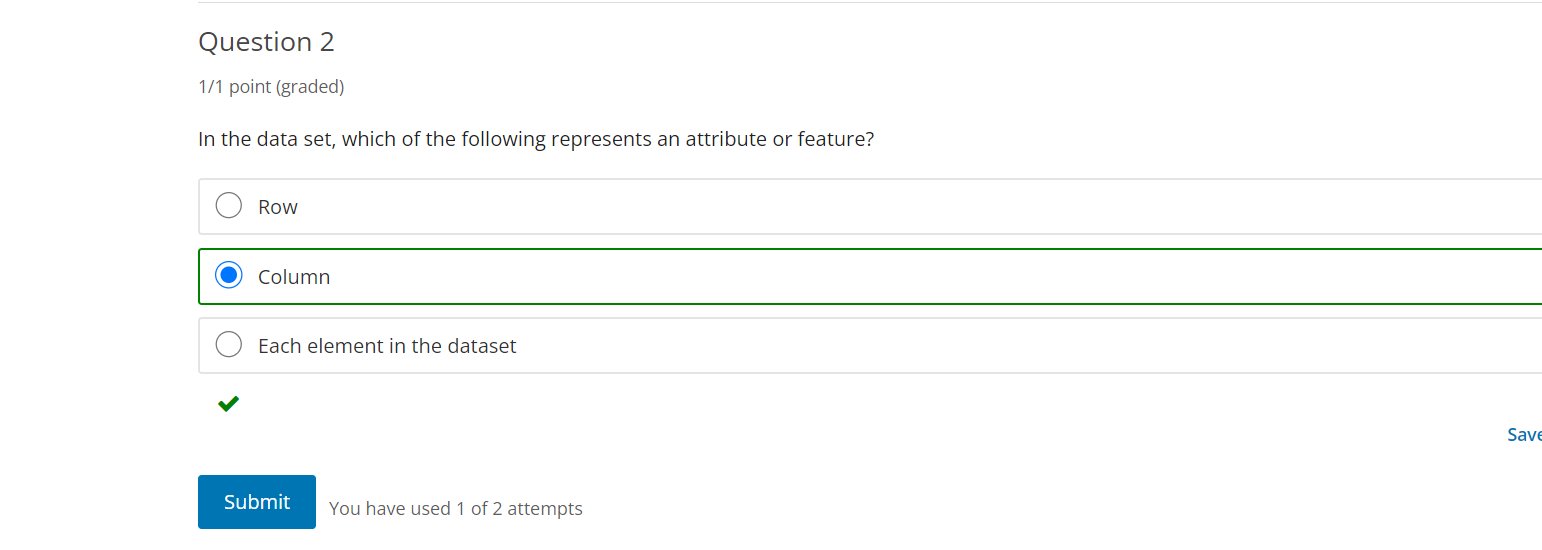 Question 2
1/1 point (graded)
In the data set, which of the following represents an attribute or feature?
Row
Column
Each element in the dataset
Save
Submit
You have used 1 of 2 attempts